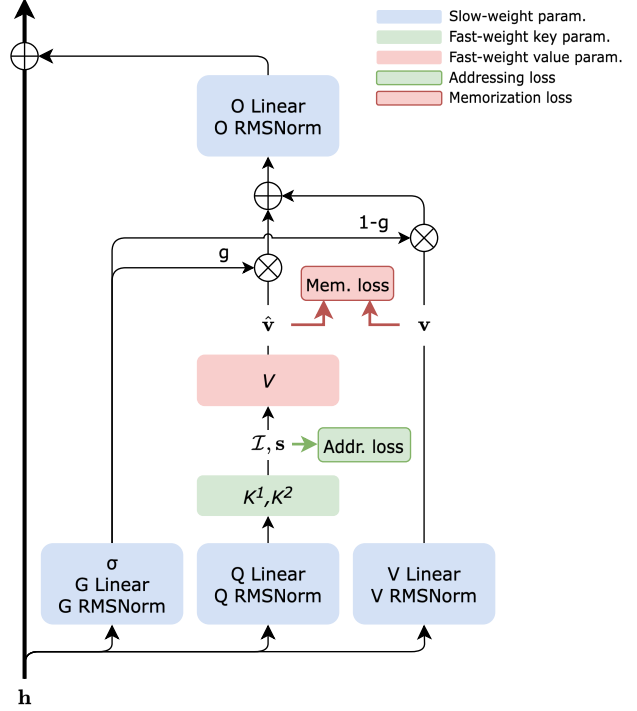 Slow-weight param.
Fast-weight key param.
Fast-weight value param.
Addressing loss
Memorization loss
O Linear
O RMSNorm
1-g
g
Mem. loss
v̂
v
V
ℐ, s
Addr. loss
K¹,K²
σ
G Linear
G RMSNorm
Q Linear
Q RMSNorm
V Linear
V RMSNorm
h